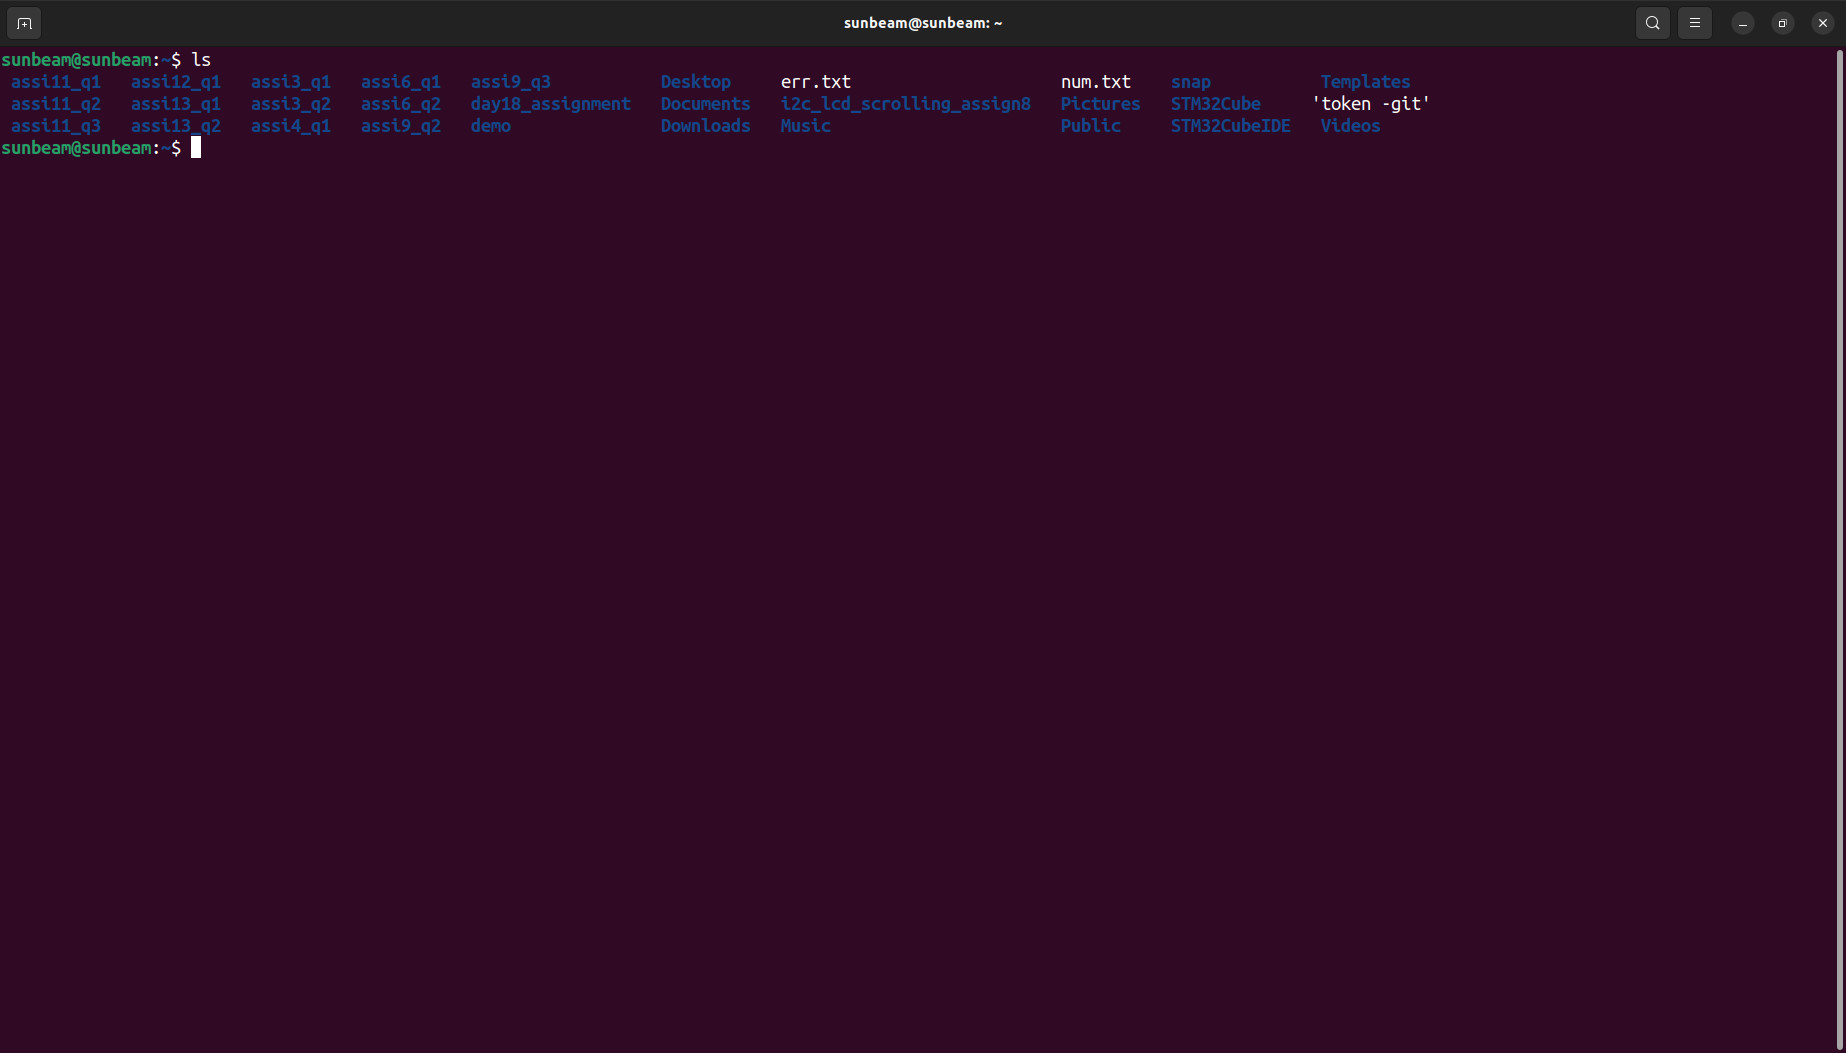 sunbeam@sunbeam: ~
sunbeam@sunbeam:~$ ls
assi11_q1 assi12_q1 assi3_q1 assi6_q1 assi9_q3 Desktop err.txt num.txt snap Templates
assi11_q2 assi13_q1 assi3_q2 assi6_q2 day18_assignment Documents i2c_lcd_scrolling_assign8 Pictures STM32Cube 'token -git'
assi11_q3 assi13_q2 assi4_q1 assi9_q2 demo Downloads Music Public STM32CubeIDE Videos
sunbeam@sunbeam:~$